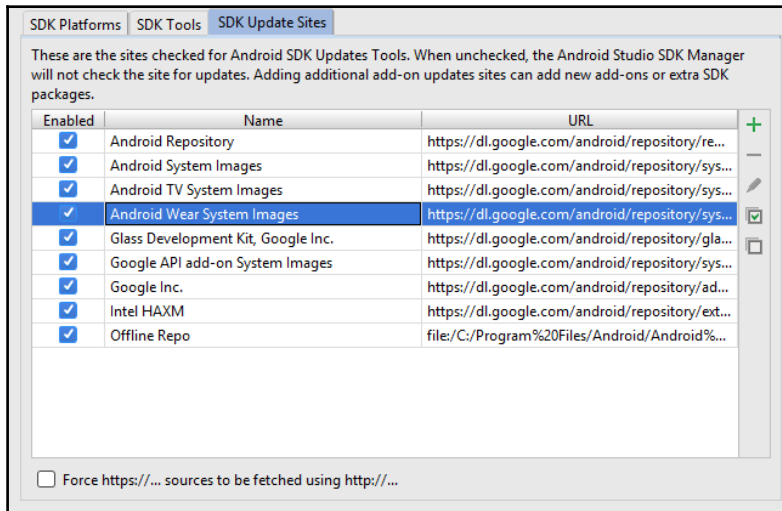 SDK Platforms SDK Tools SDK Update Sites
These are the sites checked for Android SDK Updates Tools. When unchecked, the Android Studio SDK Manager
will not check the site for updates. Adding additional add-on updates sites can add new add-ons or extra SDK
packages.
Enabled Name URL
Android Repository https://dl.google.com/android/repository/re...
Android System Images https://dl.google.com/android/repository/sys...
Android TV System Images https://dl.google.com/android/repository/sys...
Android Wear System Images https://dl.google.com/android/repository/sys...
Glass Development Kit, Google Inc. https://dl.google.com/android/repository/gla...
Google API add-on System Images https://dl.google.com/android/repository/sys...
Google Inc. https://dl.google.com/android/repository/ad...
Intel HAXM https://dl.google.com/android/repository/ext...
Offline Repo file:/C:/Program%20Files/Android/Android%...
Force https://... sources to be fetched using http://...